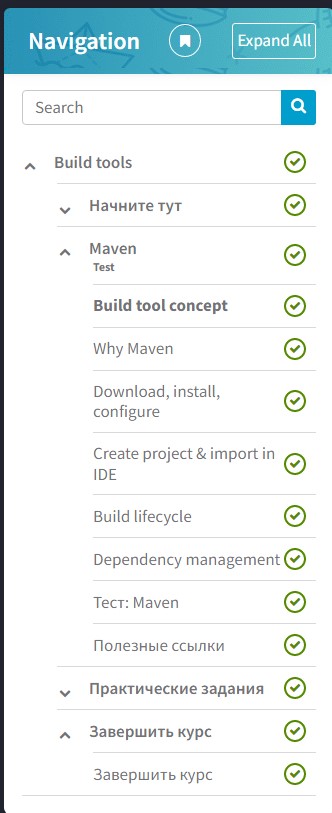 Navigation
Expand All
Search
Build tools
Начните тут
Maven
Test
Build tool concept
Why Maven
Download, install,
configure
Create project & import in
IDE
Build lifecycle
Dependency management
Тест: Maven
Полезные ссылки
Практические задания
Завершить курс
Завершить курс